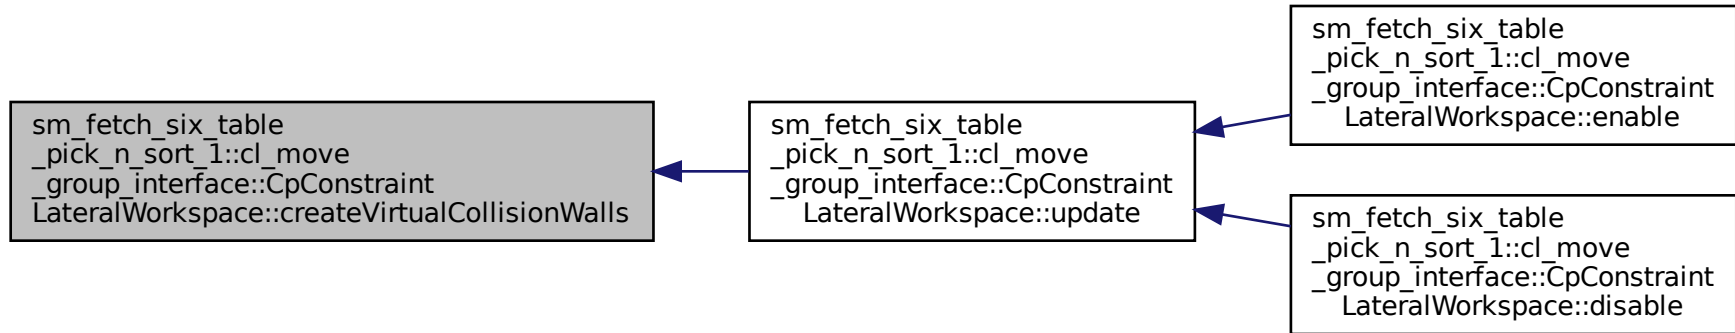 sm_fetch_six_table
_pick_n_sort_1::cl_move
_group_interface::CpConstraint
LateralWorkspace::createVirtualCollisionWalls
sm_fetch_six_table
_pick_n_sort_1::cl_move
_group_interface::CpConstraint
LateralWorkspace::update
sm_fetch_six_table
_pick_n_sort_1::cl_move
_group_interface::CpConstraint
LateralWorkspace::enable
sm_fetch_six_table
_pick_n_sort_1::cl_move
_group_interface::CpConstraint
LateralWorkspace::disable